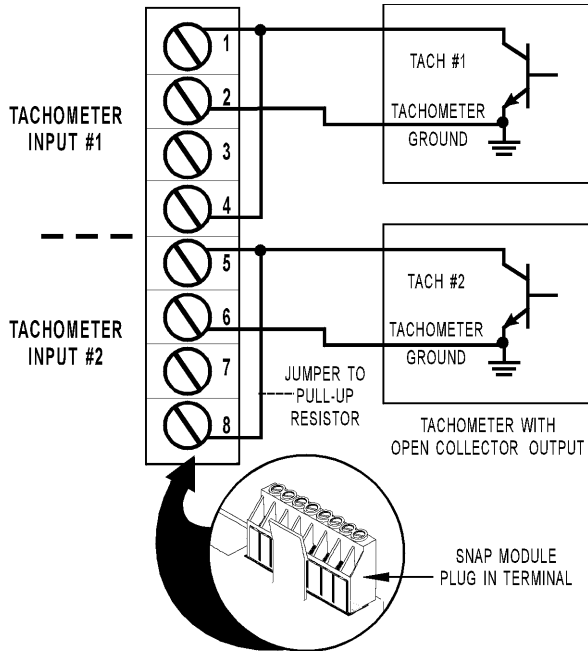 TACHOMETER
INPUT #1
TACHOMETER
INPUT #2
1
2
3
4
5
6
7
8
TACH #1
TACHOMETER
GROUND
TACH #2
TACHOMETER
GROUND
JUMPER TO
PULL-UP
RESISTOR
TACHOMETER WITH
OPEN COLLECTOR OUTPUT
SNAP MODULE
PLUG IN TERMINAL